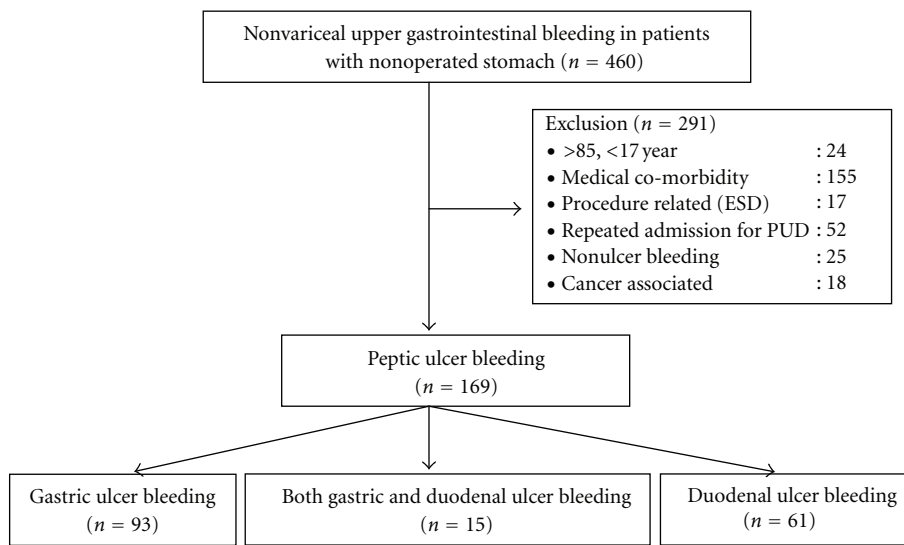 Nonvariceal upper gastrointestinal bleeding in patients
with nonoperated stomach (n = 460)
Exclusion (n = 291)
• >85, <17 year : 24
• Medical co-morbidity : 155
• Procedure related (ESD) : 17
• Repeated admission for PUD : 52
• Nonulcer bleeding : 25
• Cancer associated : 18
Peptic ulcer bleeding
(n = 169)
Gastric ulcer bleeding
(n = 93)
Both gastric and duodenal ulcer bleeding
(n = 15)
Duodenal ulcer bleeding
(n = 61)